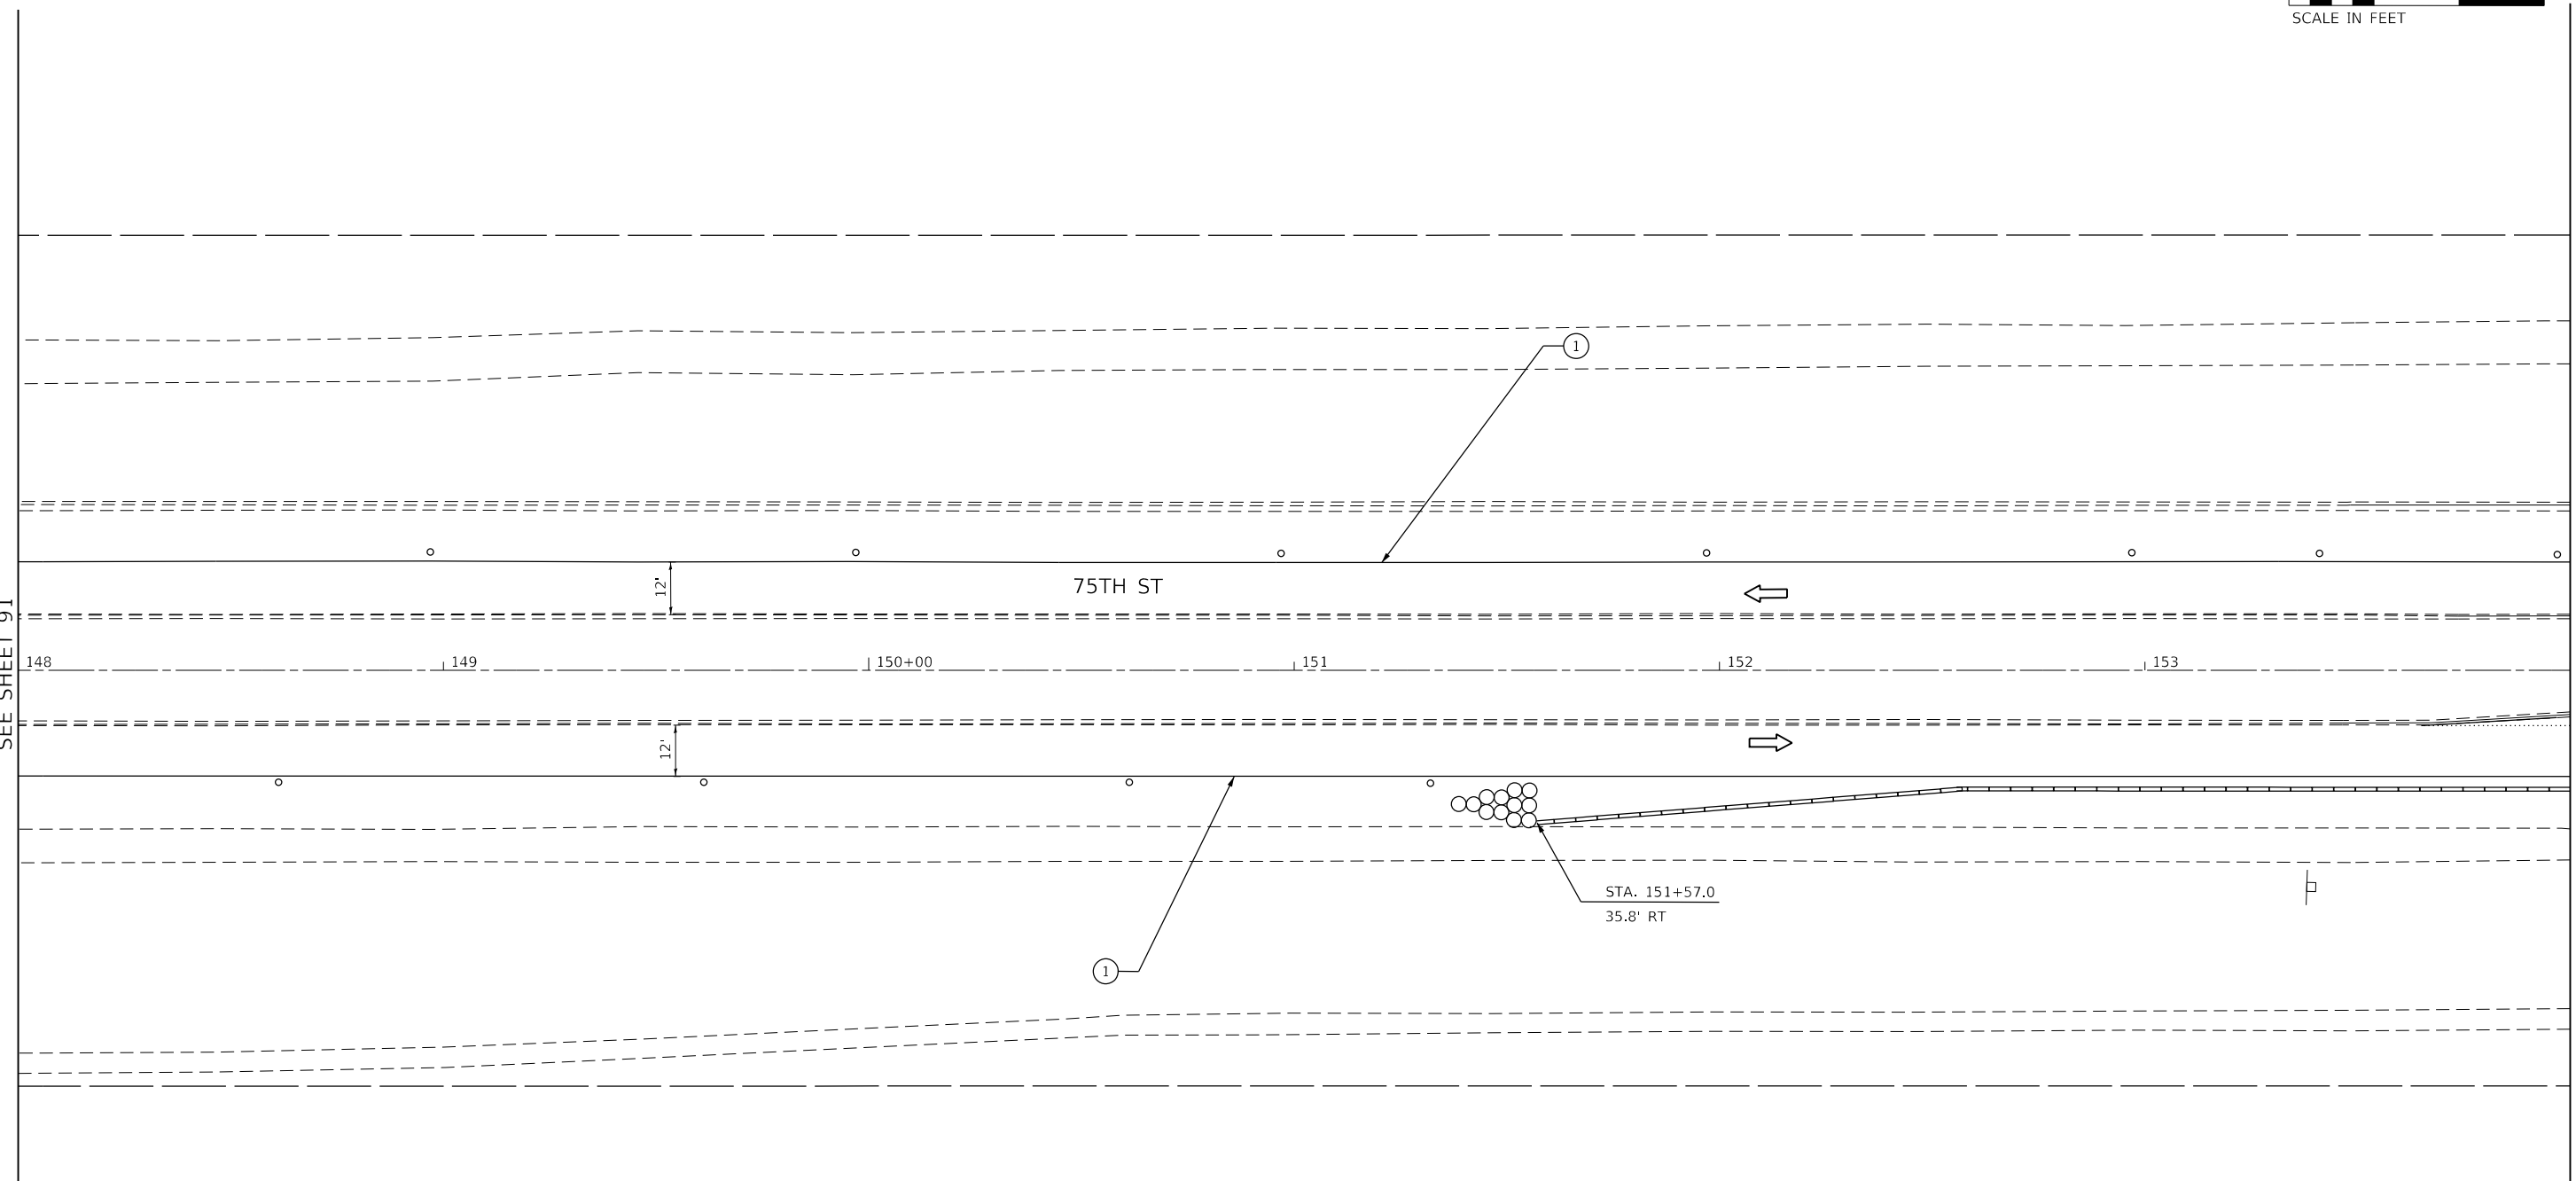 SCALE IN FEET
1
12'
75TH ST
SEE SHEET 91
148
149
150+00
151
152
153
12'
STA. 151+57.0
35.8' RT
1